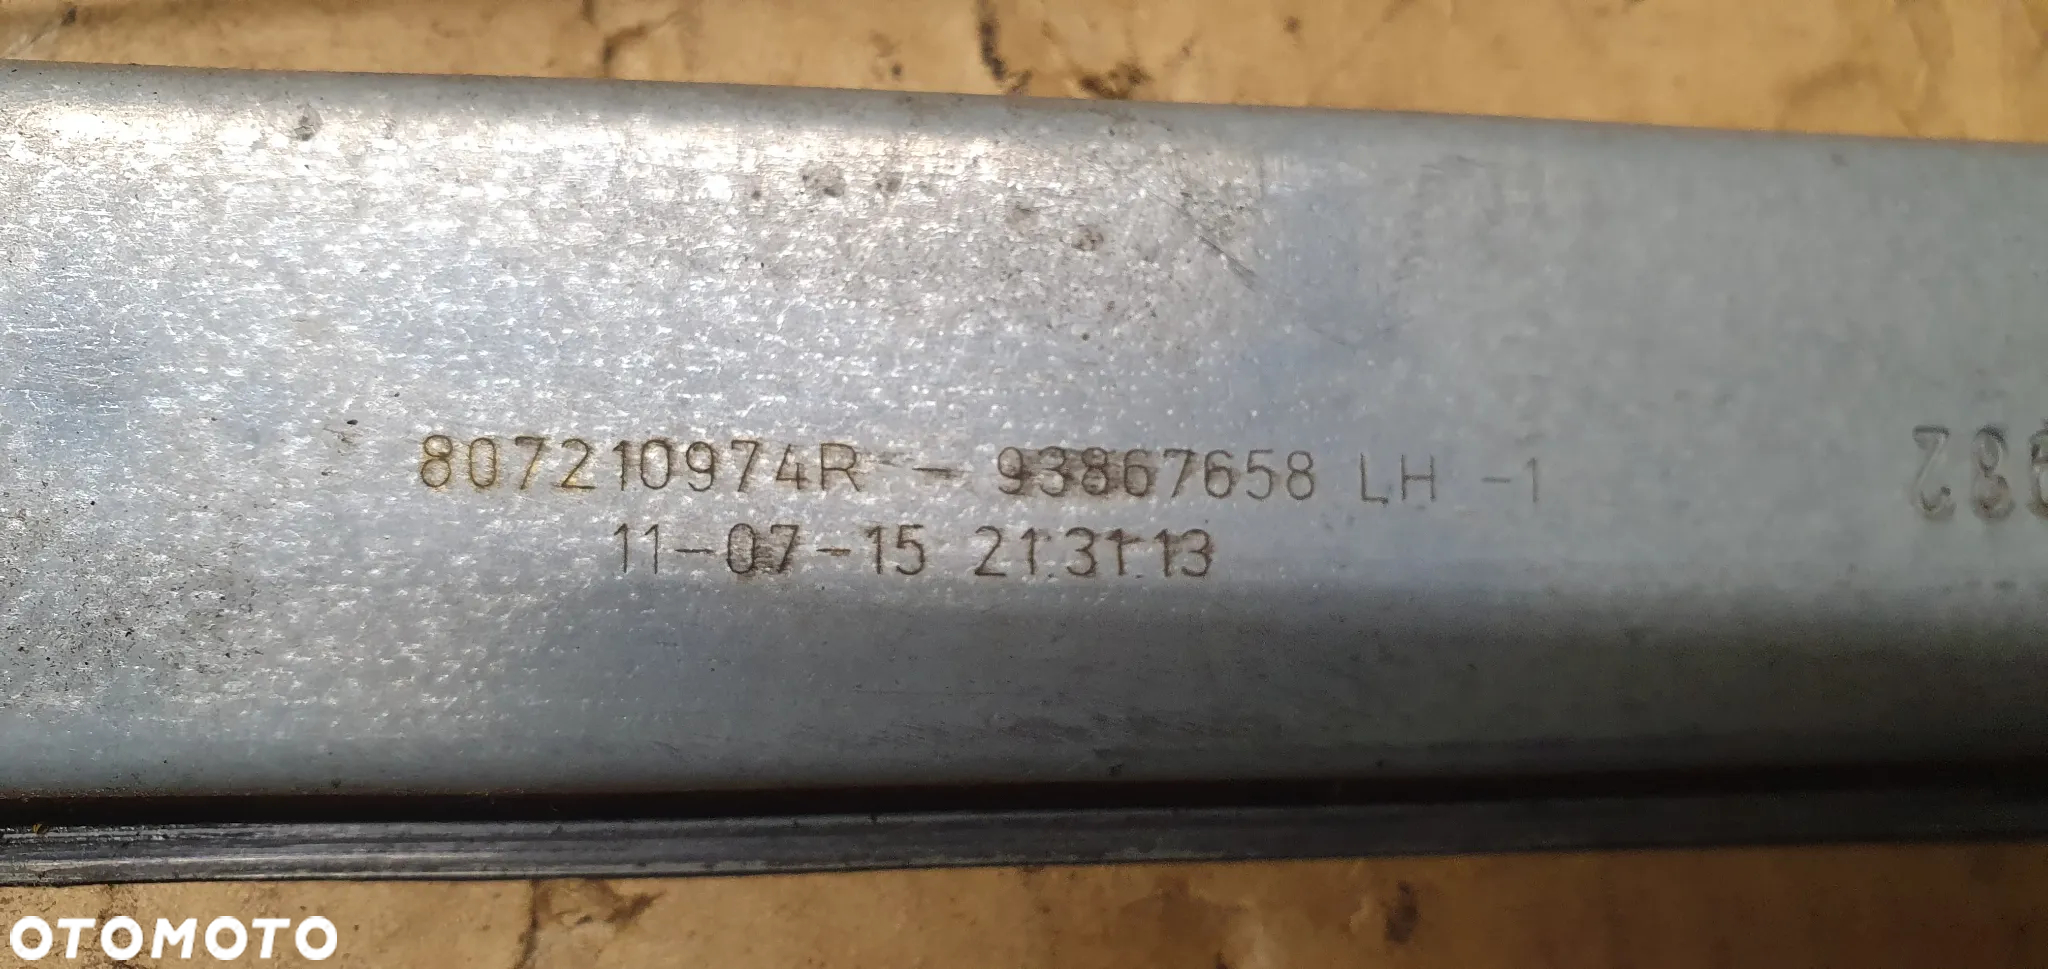 807210974R - 93867658 LH -1
11-07-15 21:31:13
OTOMOTO